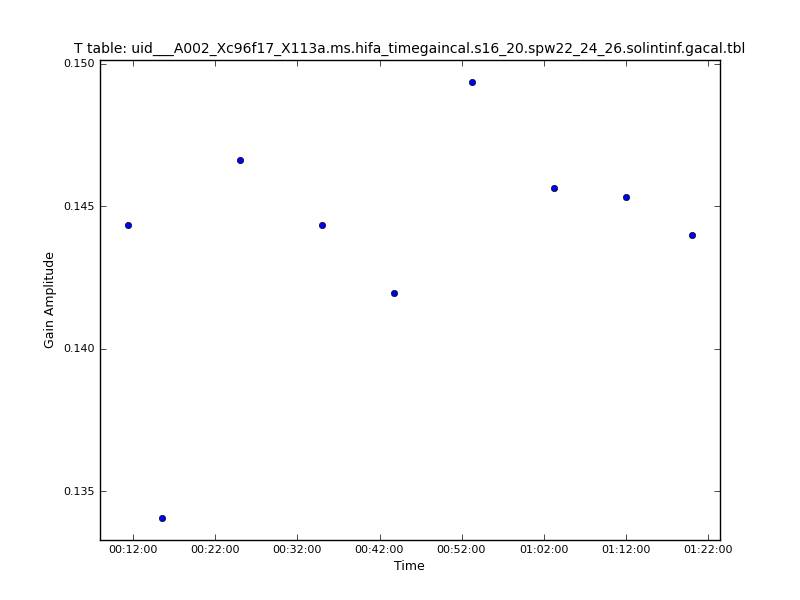 T table: uid___A002_Xc96f17_X113a.ms.hifa_timegaincal.s16_20.spw22_24_26.solintinf.gacal.tbl
0.150
0.145
Gain Amplitude
0.140
0.135
00:12:00 00:22:00 00:32:00 00:42:00 00:52:00 01:02:00 01:12:00 01:22:00
Time